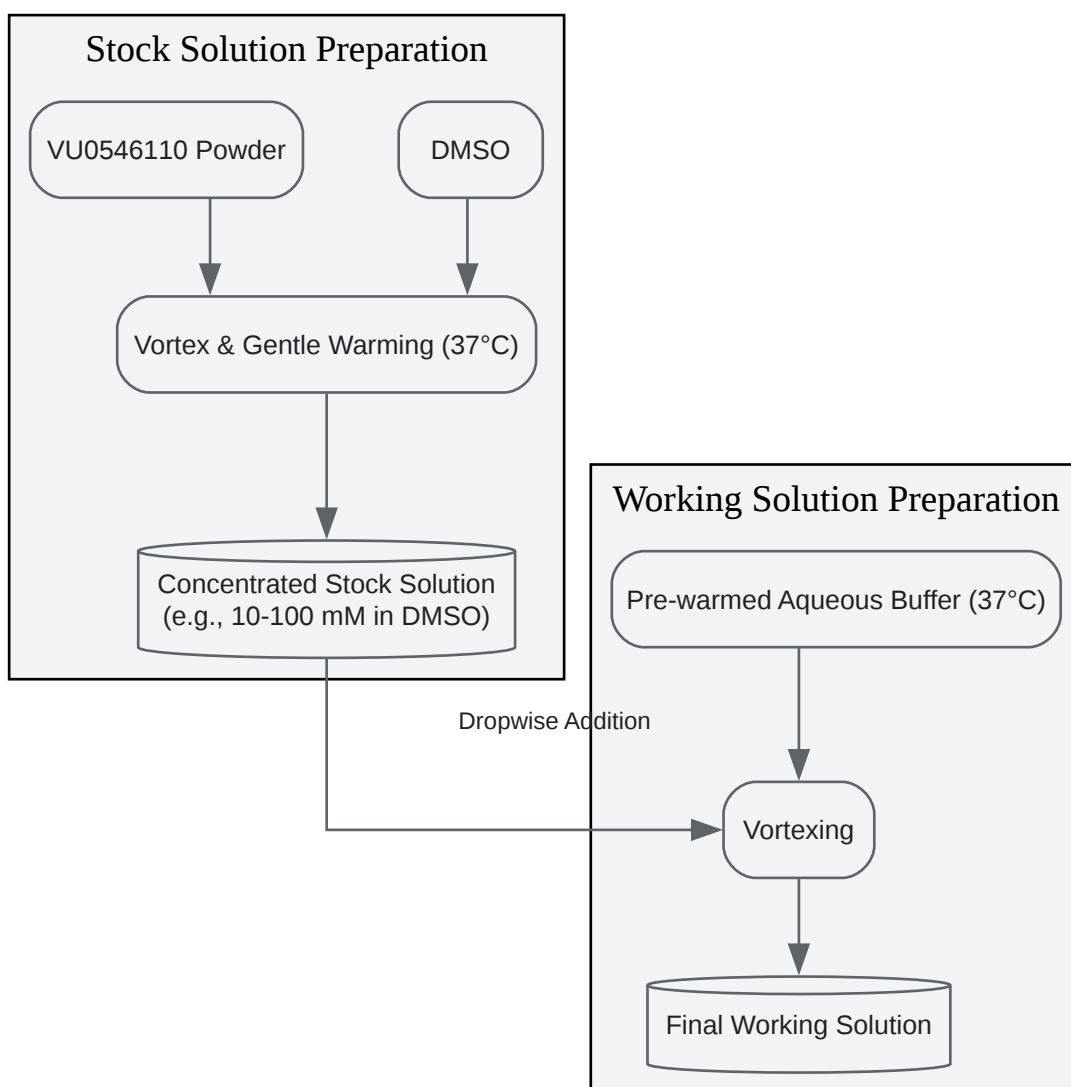 Stock Solution Preparation
VU0546110 Powder
DMSO
Vortex & Gentle Warming (37°C)
Concentrated Stock Solution
(e.g., 10-100 mM in DMSO)
Working Solution Preparation
Pre-warmed Aqueous Buffer (37°C)
Dropwise Addition
Vortexing
Final Working Solution